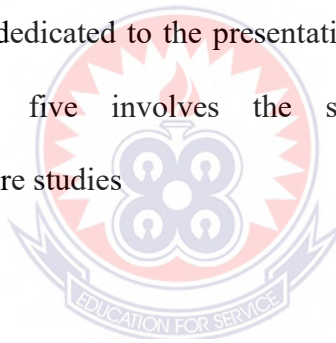 dedicated to the presentati
five involves the s
re studies
EDUCATION FOR SERVICE